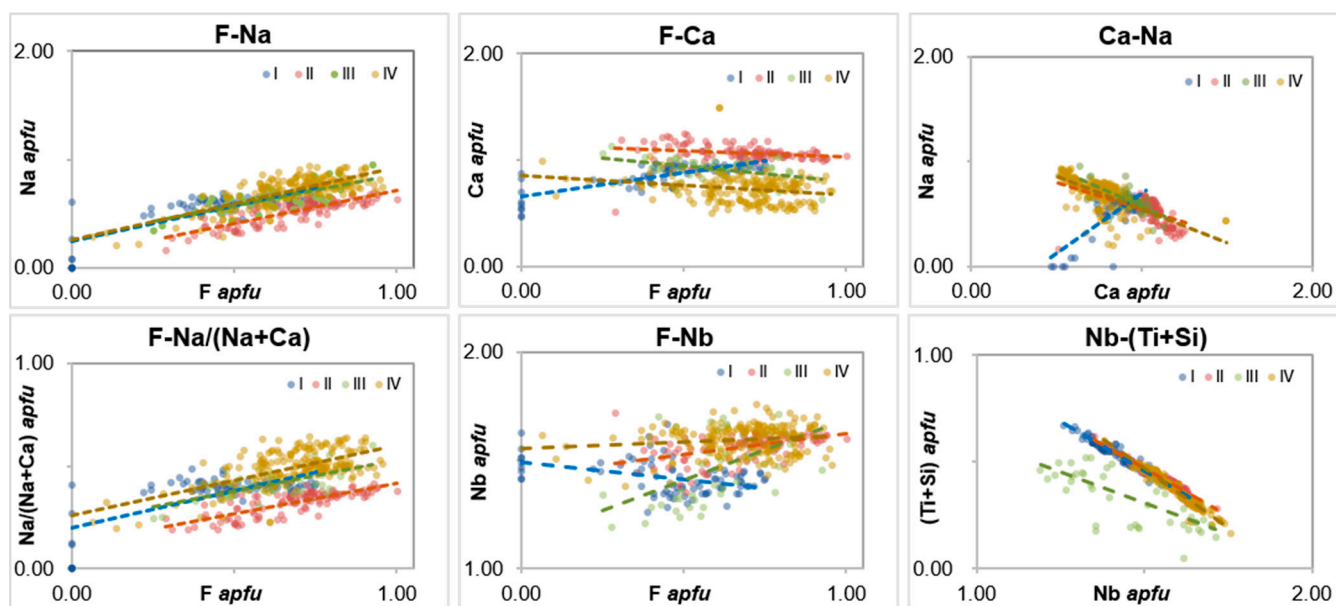 F-Na
2.00
I II III IV
Na apfu
0.00
0.00 F apfu 1.00
F-Ca
2.00
I II III IV
Ca apfu
0.00
0.00 F apfu 1.00
Ca-Na
2.00
I II III IV
Na apfu
0.00
0.00 Ca apfu 2.00
F-Na/(Na+Ca)
1.00
I II III IV
Na/(Na+Ca) apfu
0.00
0.00 F apfu 1.00
F-Nb
2.00
I II III IV
Nb apfu
1.00
0.00 F apfu 1.00
Nb-(Ti+Si)
1.00
I II III IV
(Ti+Si) apfu
0.00
1.00 Nb apfu 2.00